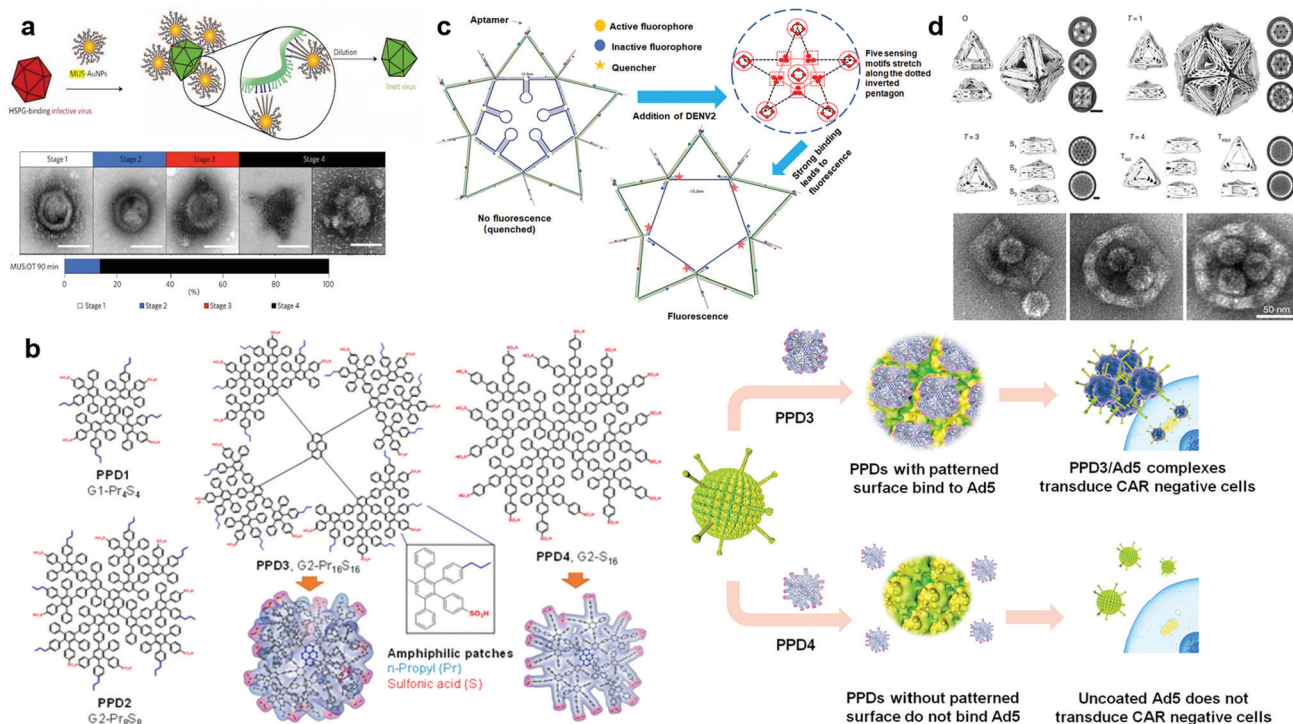 a
MUS-AuNPs
HSPG-binding infective virus
Dilution
Inert virus
Stage 1
Stage 2
Stage 3
Stage 4
MUS:OT 90 min
0
20
40
60
80
100
(%)
Stage 1
Stage 2
Stage 3
Stage 4
c
Aptamer
Active fluorophore
Inactive fluorophore
Quencher
Addition of DENV2
Five sensing
motifs stretch
along the dotted
inverted
pentagon
Strong binding
leads to
fluorescence
No fluorescence
(quenched)
Fluorescence
d
O
T = 1
T = 3
S1
S2
S3
T = 4
Tiso
Tequi
50 nm
b
PPD1
G1-Pr4S4
PPD2
G2-Pr8S8
PPD3, G2-Pr16S16
PPD4, G2-S16
SO3H
Amphiphilic patches
n-Propyl (Pr)
Sulfonic acid (S)
PPD3
PPDs with patterned
surface bind to Ad5
PPD3/Ad5 complexes
transduce CAR negative cells
PPD4
PPDs without patterned
surface do not bind Ad5
Uncoated Ad5 does not
transduce CAR negative cells